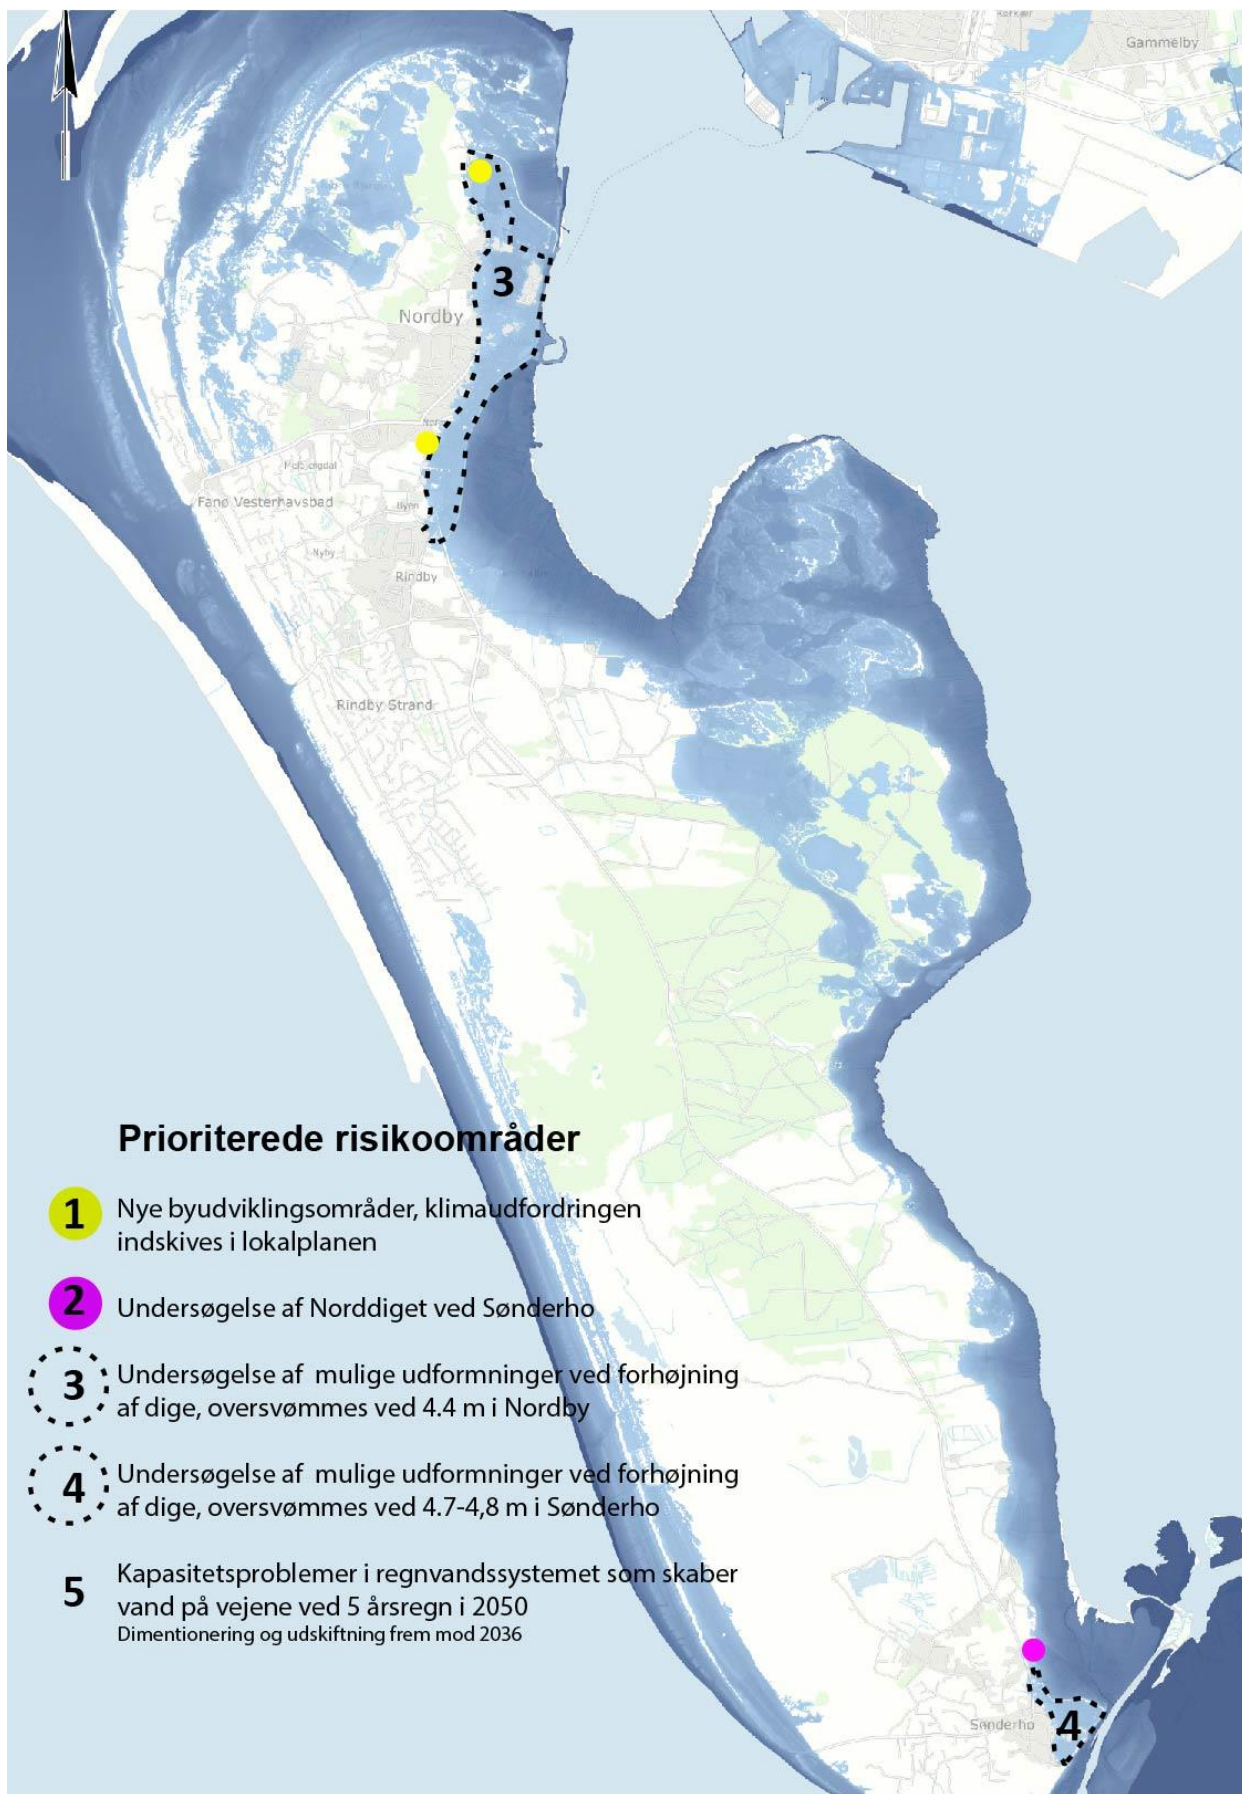 Gammelby
3
Nordby
Fanø Vesterhavsbad
Nyby
Rindby
Rindby Strand
Prioriterede risikoområder
1 Nye byudviklingsområder, klimaudfordringen
indskives i lokalplanen
2 Undersøgelse af Norddiget ved Sønderho
3 Undersøgelse af mulige udformninger ved forhøjning
af dige, oversvømmes ved 4.4 m i Nordby
4 Undersøgelse af mulige udformninger ved forhøjning
af dige, oversvømmes ved 4.7-4,8 m i Sønderho
5 Kapasitetsproblemer i regnvandssystemet som skaber
vand på vejene ved 5 årsregn i 2050
Dimentionering og udskiftning frem mod 2036
Sønderho
4